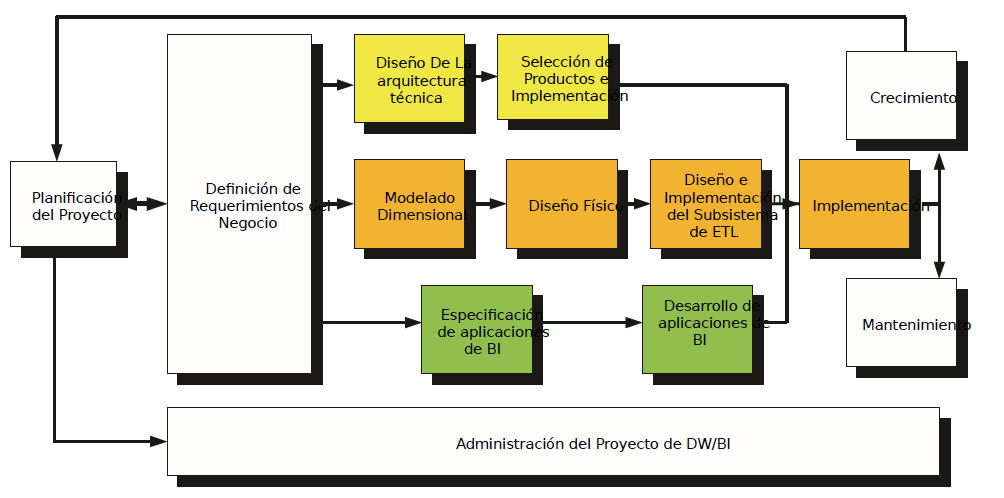 Planificación
del Proyecto
Definición de
Requerimientos del
Negocio
Diseño De La
arquitectura
técnica
Selección de
Productos e
Implementación
Modelado
Dimensional
Diseño Físico
Diseño e
Implementación
del Subsistema
de ETL
Implementación
Crecimiento
Mantenimiento
Especificación
de aplicaciones
de BI
Desarrollo de
aplicaciones de
BI
Administración del Proyecto de DW/BI